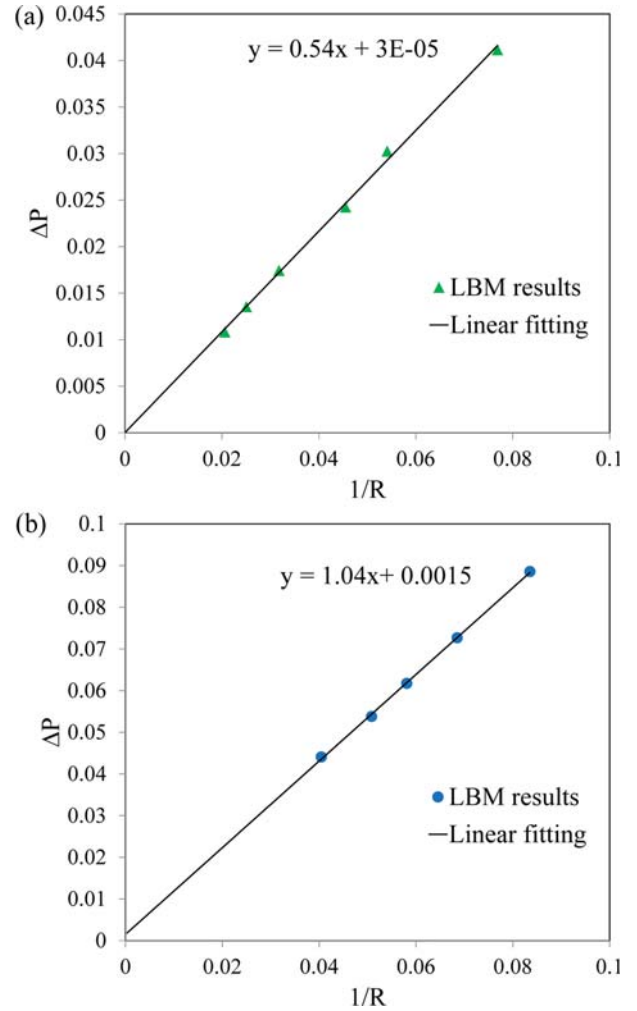 (a)
0.045
0.04
0.035
0.03
0.025
0.02
0.015
0.01
0.005
0
ΔP
y = 0.54x + 3E-05
LBM results
Linear fitting
0 0.02 0.04 0.06 0.08 0.1
1/R
(b)
0.1
0.09
0.08
0.07
0.06
0.05
0.04
0.03
0.02
0.01
0
ΔP
y = 1.04x+ 0.0015
LBM results
Linear fitting
0 0.02 0.04 0.06 0.08 0.1
1/R